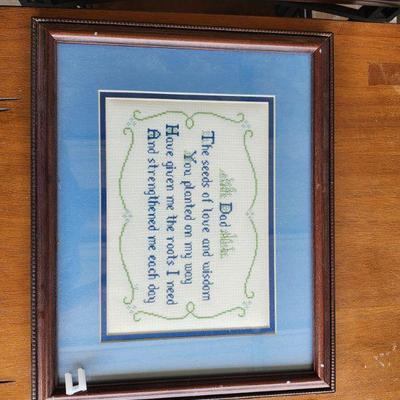 Dad
The seeds of love and wisdom
You planted on my way
Have given me the roots I need
And strengthened me each day